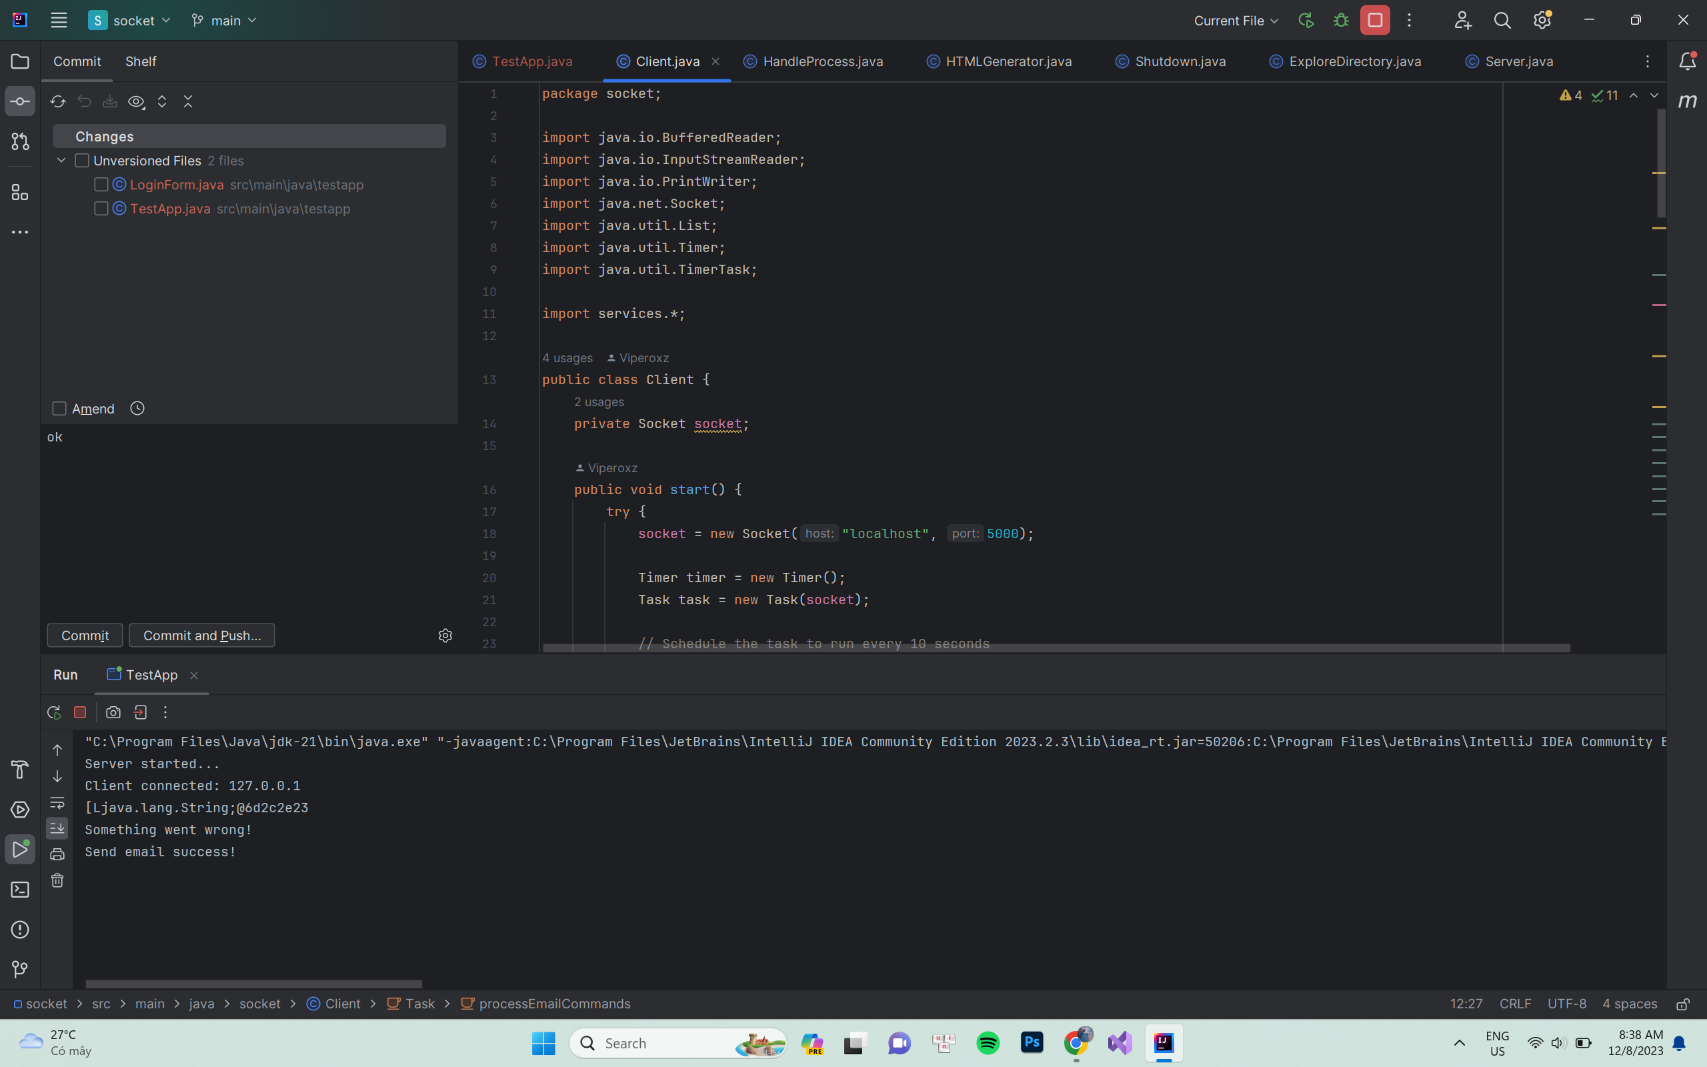 S socket main Current File
Commit Shelf
TestApp.java Client.java HandleProcess.java HTMLGenerator.java Shutdown.java ExploreDirectory.java Server.java
Changes
Unversioned Files 2 files
LoginForm.java src\main\java\testapp
TestApp.java src\main\java\testapp
Amend
ok
Commit Commit and Push...
4 11
1 package socket;
2
3 import java.io.BufferedReader;
4 import java.io.InputStreamReader;
5 import java.io.PrintWriter;
6 import java.net.Socket;
7 import java.util.List;
8 import java.util.Timer;
9 import java.util.TimerTask;
10
11 import services.*;
12
4 usages Viperoxz
13 public class Client {
2 usages
14 private Socket socket;
15
Viperoxz
16 public void start() {
17 try {
18 socket = new Socket( host: "localhost", port: 5000);
19
20 Timer timer = new Timer();
21 Task task = new Task(socket);
22
23 // Schedule the task to run every 10 seconds
m
Run TestApp
"C:\Program Files\Java\jdk-21\bin\java.exe" "-javaagent:C:\Program Files\JetBrains\IntelliJ IDEA Community Edition 2023.2.3\lib\idea_rt.jar=50206:C:\Program Files\JetBrains\IntelliJ IDEA Community E
Server started...
Client connected: 127.0.0.1
[Ljava.lang.String;@6d2c2e23
Something went wrong!
Send email success!
socket > src > main > java > socket > Client > Task > processEmailCommands
12:27 CRLF UTF-8 4 spaces
27°C
Có mây
Search
PRE
Ps
IJ
ENG
US
8:38 AM
12/8/2023